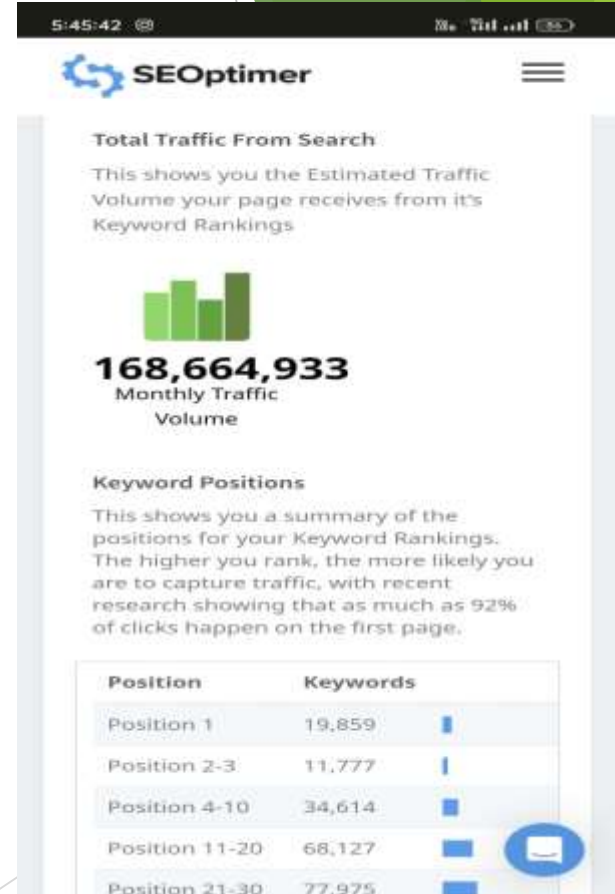 5:45:42
SEOptimer
Total Traffic From Search
This shows you the Estimated Traffic
Volume your page receives from it's
Keyword Rankings
168,664,933
Monthly Traffic
Volume
Keyword Positions
This shows you a summary of the
positions for your Keyword Rankings.
The higher you rank, the more likely you
are to capture traffic, with recent
research showing that as much as 92%
of clicks happen on the first page.
Position Keywords
Position 1 19,859
Position 2-3 11,777
Position 4-10 34,614
Position 11-20 68,127
Position 21-30 77,975